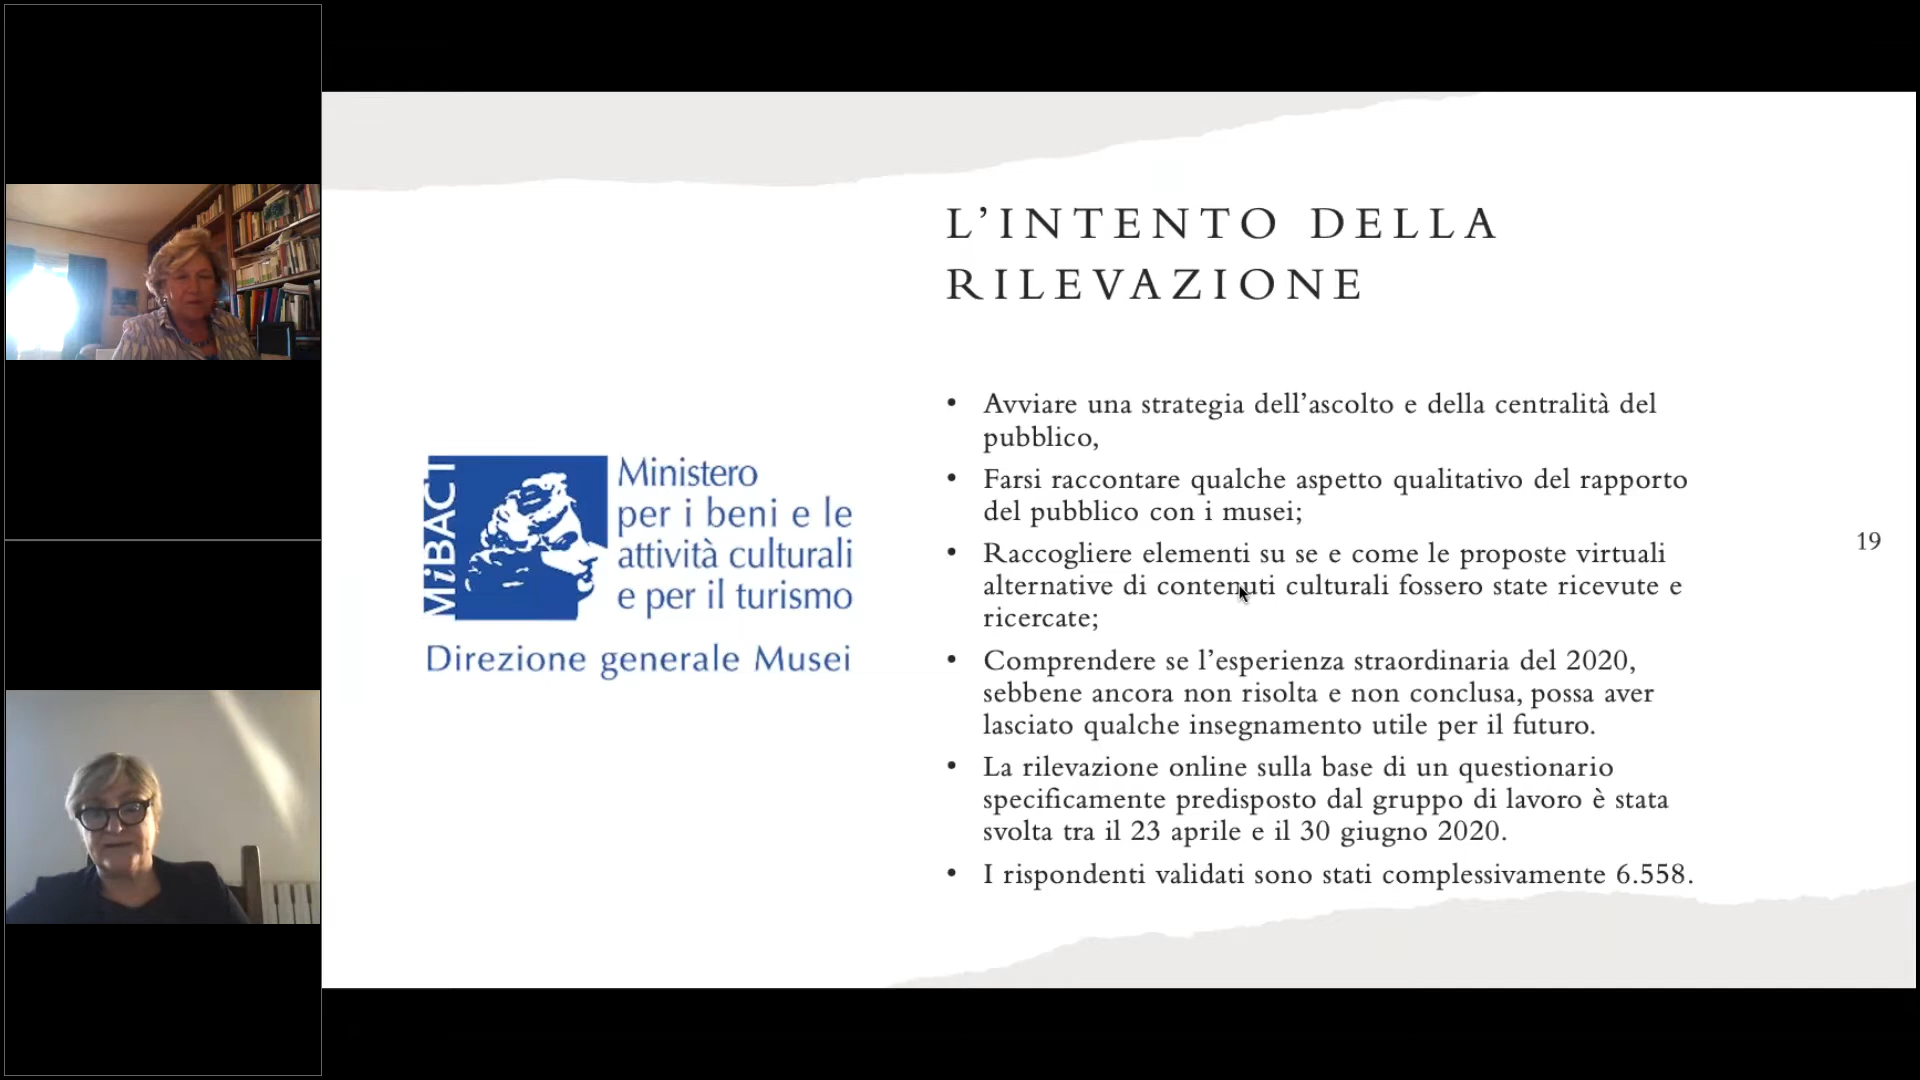 L’INTENTO DELLA
RILEVAZIONE
• Avviare una strategia dell’ascolto e della centralità del
pubblico,
• Farsi raccontare qualche aspetto qualitativo del rapporto
del pubblico con i musei;
• Raccogliere elementi su se e come le proposte virtuali
alternative di contenuti culturali fossero state ricevute e
ricercate;
• Comprendere se l’esperienza straordinaria del 2020,
sebbene ancora non risolta e non conclusa, possa aver
lasciato qualche insegnamento utile per il futuro.
• La rilevazione online sulla base di un questionario
specificamente predisposto dal gruppo di lavoro è stata
svolta tra il 23 aprile e il 30 giugno 2020.
• I rispondenti validati sono stati complessivamente 6.558.
MiBACT
Ministero
per i beni e le
attività culturali
e per il turismo
Direzione generale Musei
19